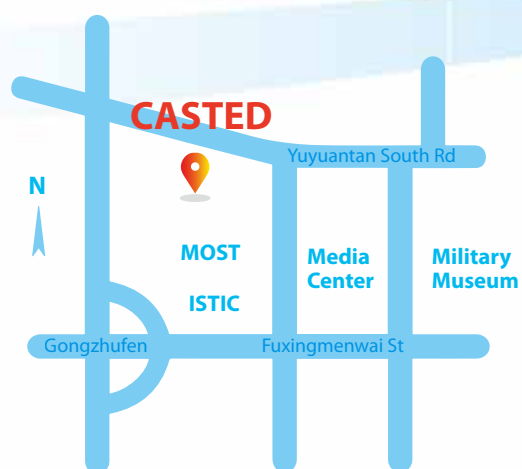 CASTED
Yuyuantan South Rd
N
MOST
Media
Center
Military
Museum
ISTIC
Gongzhufen
Fuxingmenwai St